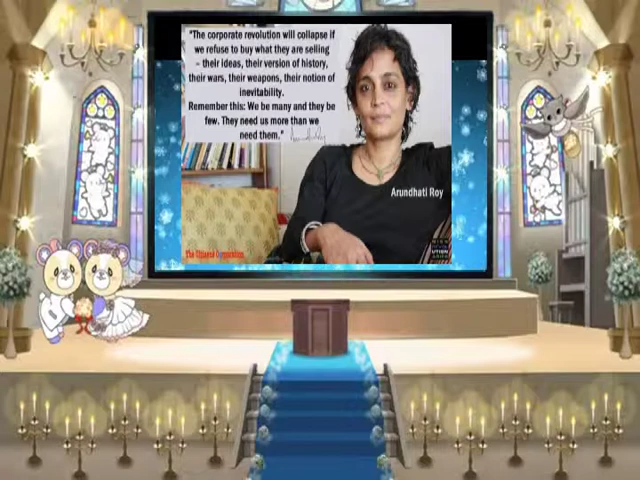 "The corporate revolution will collapse if
we refuse to buy what they are selling
– their ideas, their version of history,
their wars, their weapons, their notion of
inevitability.
Remember this: We be many and they be
few. They need us more than we
need them."
Arundhati Roy
The Citizens Corporation